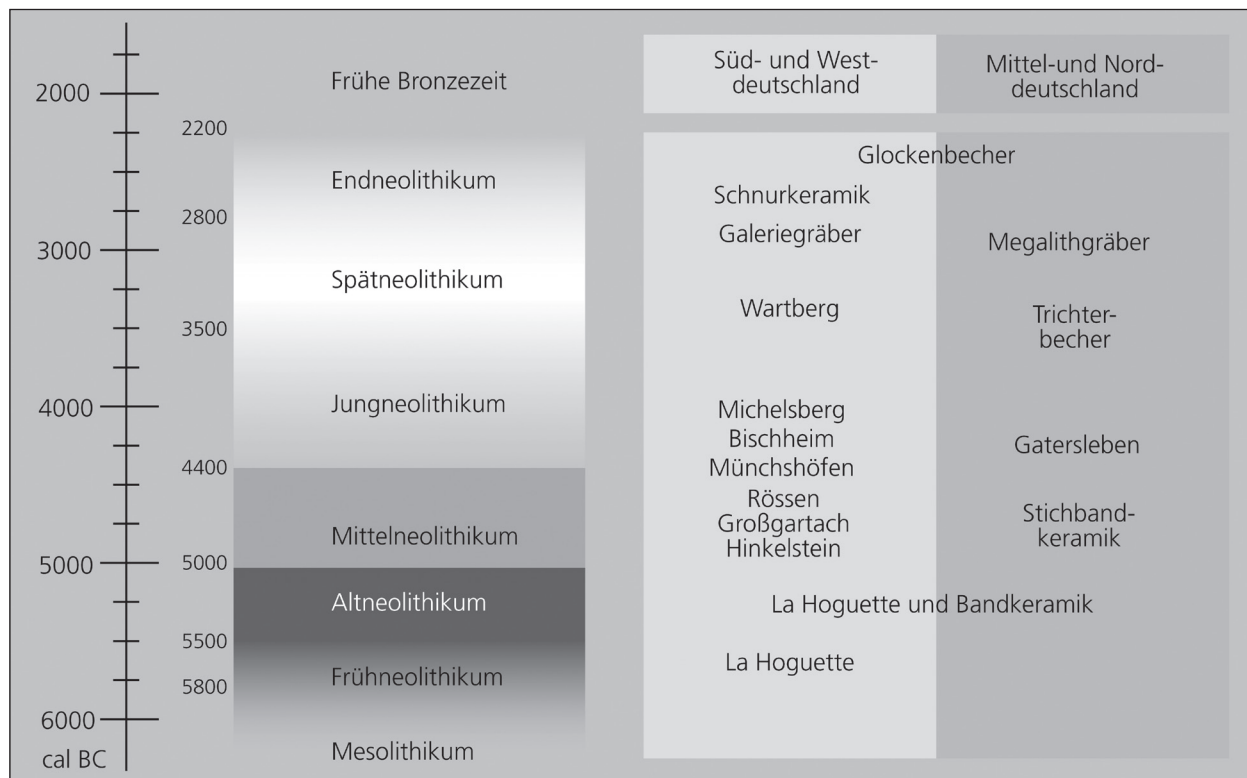 2000
3000
4000
5000
6000
cal BC
2200
2800
3500
4400
5000
5500
5800
Frühe Bronzezeit
Endneolithikum
Spätneolithikum
Jungneolithikum
Mittelneolithikum
Altneolithikum
Frühneolithikum
Mesolithikum
Süd- und West-
deutschland
Mittel-und Nord-
deutschland
Glockenbecher
Schnurkeramik
Galeriegräber
Megalithgräber
Wartberg
Trichter-
becher
Michelsberg
Bischheim
Münchshöfen
Gatersleben
Rössen
Großgartach
Hinkelstein
Stichband-
keramik
La Hoguette und Bandkeramik
La Hoguette